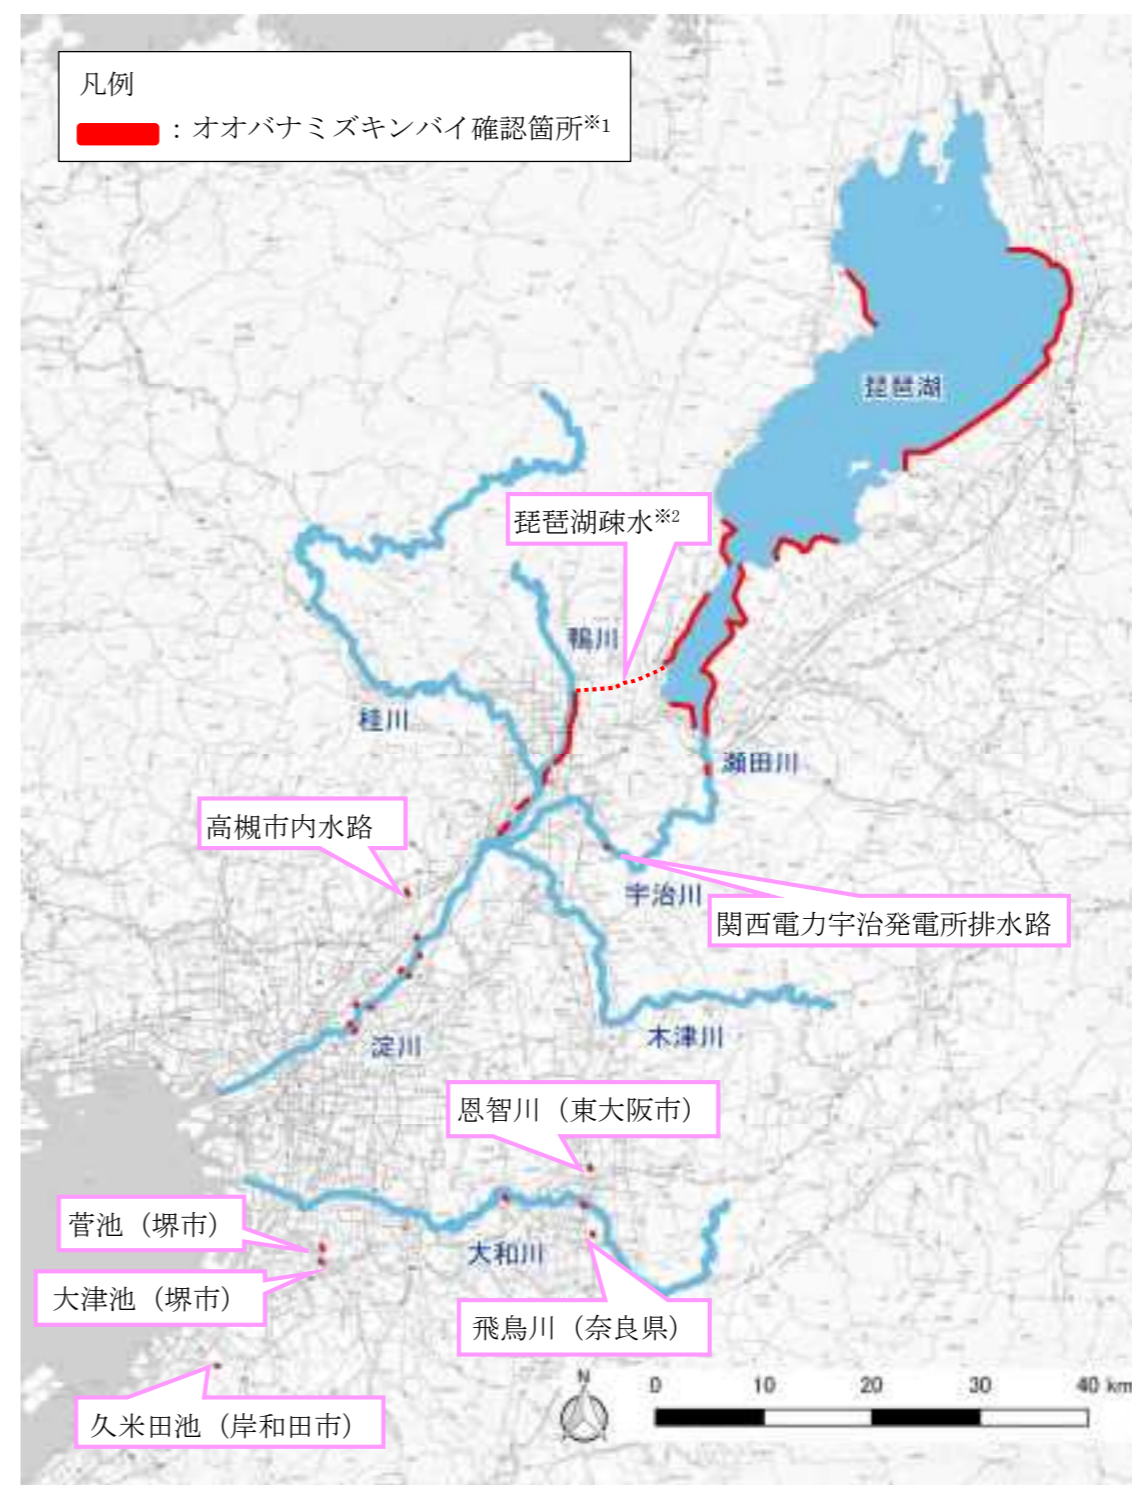 凡例
：オオバナミズキンバイ確認箇所※1
琵琶湖
琵琶湖疎水※2
鴨川
桂川
瀬田川
高槻市内水路
宇治川
関西電力宇治発電所排水路
木津川
淀川
恩智川（東大阪市）
菅池（堺市）
大和川
大津池（堺市）
飛鳥川（奈良県）
久米田池（岸和田市）
N
0 10 20 30 40 km